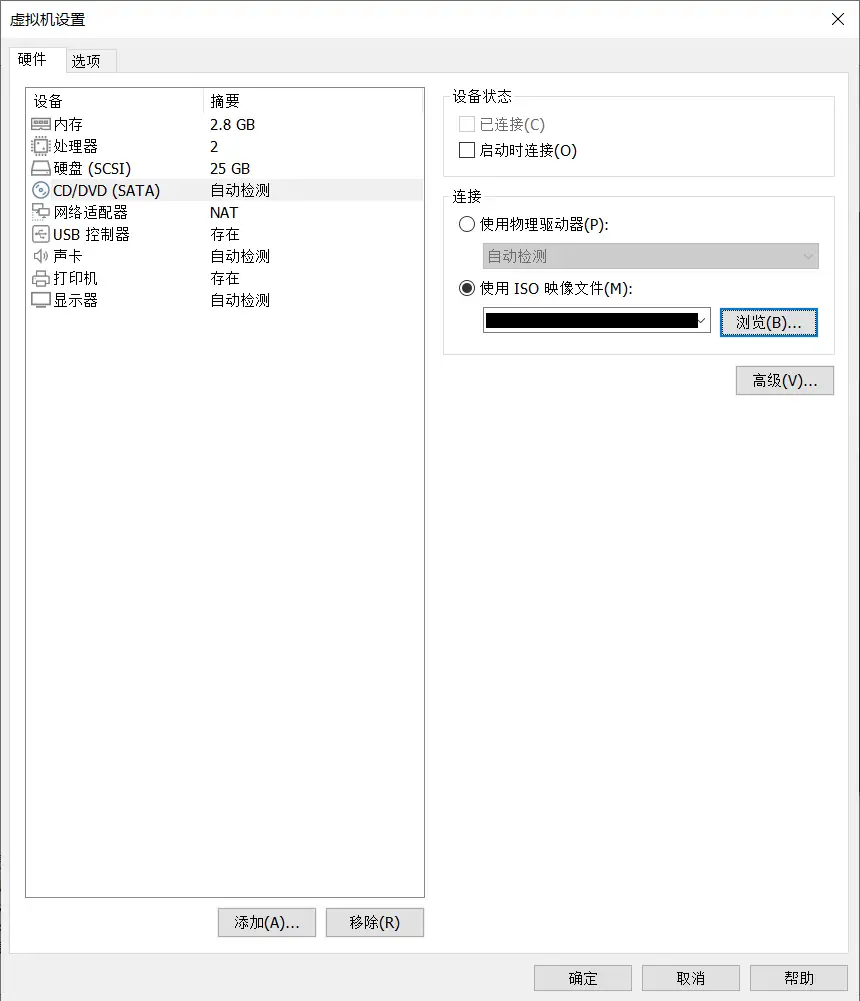 虚拟机设置
硬件 选项
设备 摘要
内存 2.8 GB
处理器 2
硬盘 (SCSI) 25 GB
CD/DVD (SATA) 自动检测
网络适配器 NAT
USB 控制器 存在
声卡 自动检测
打印机 存在
显示器 自动检测
添加(A)... 移除(R)
设备状态
已连接(C)
启动时连接(O)
连接
使用物理驱动器(P):
自动检测
使用 ISO 映像文件(M):
浏览(B)...
高级(V)...
确定 取消 帮助